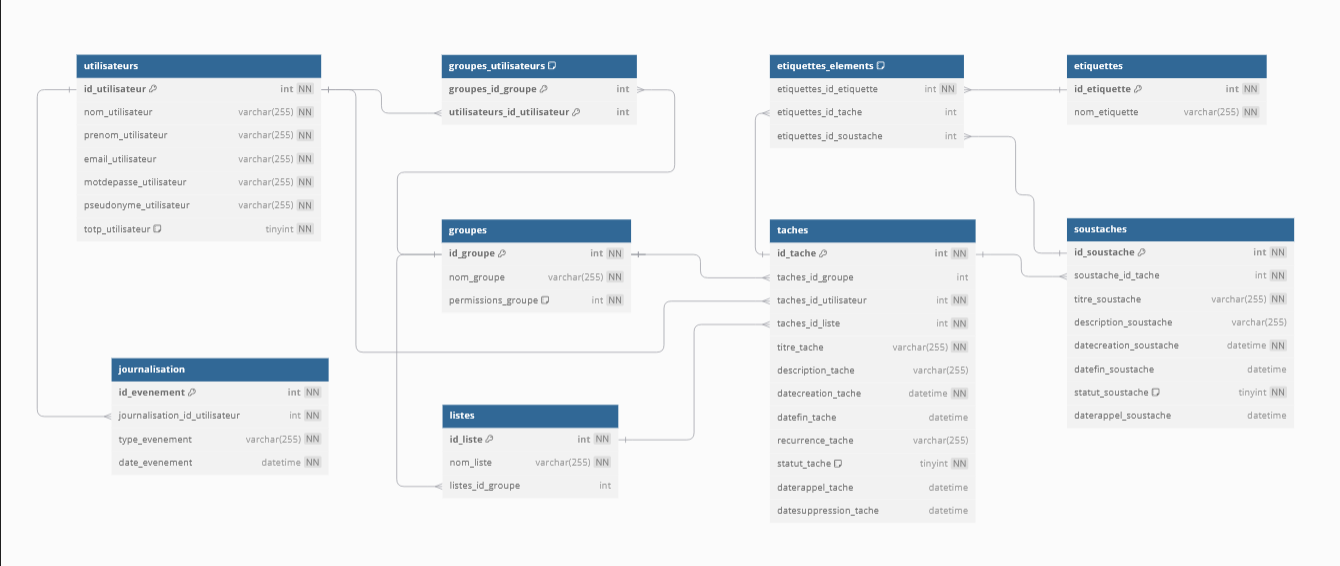 utilisateurs
id_utilisateur int NN
nom_utilisateur varchar(255) NN
prenom_utilisateur varchar(255) NN
email_utilisateur varchar(255) NN
motdepasse_utilisateur varchar(255) NN
pseudonyme_utilisateur varchar(255) NN
totp_utilisateur tinyint NN
groupes_utilisateurs
groupes_id_groupe int
utilisateurs_id_utilisateur int
etiquettes_elements
etiquettes_id_etiquette int NN
etiquettes_id_tache int
etiquettes_id_soustache int
etiquettes
id_etiquette int NN
nom_etiquette varchar(255) NN
groupes
id_groupe int NN
nom_groupe varchar(255) NN
permissions_groupe int NN
taches
id_tache int NN
taches_id_groupe int
taches_id_utilisateur int NN
taches_id_liste int NN
titre_tache varchar(255) NN
description_tache varchar(255)
datecreation_tache datetime NN
datefin_tache datetime
recurrence_tache varchar(255)
statut_tache tinyint NN
daterappel_tache datetime
datesuppression_tache datetime
soustaches
id_soustache int NN
soustache_id_tache int NN
titre_soustache varchar(255) NN
description_soustache varchar(255)
datecreation_soustache datetime NN
datefin_soustache datetime
statut_soustache tinyint NN
daterappel_soustache datetime
journalisation
id_evenement int NN
journalisation_id_utilisateur int NN
type_evenement varchar(255) NN
date_evenement datetime NN
listes
id_liste int NN
nom_liste varchar(255) NN
listes_id_groupe int